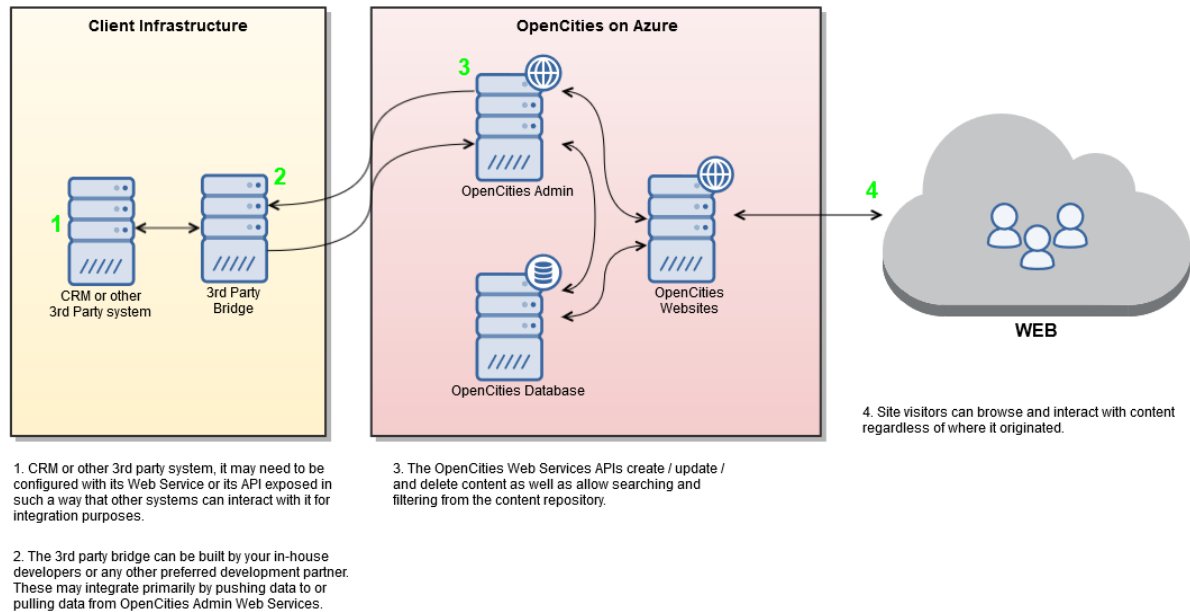 Client Infrastructure
OpenCities on Azure
3
OpenCities Admin
2
1
4
CRM or other
3rd Party system
3rd Party
Bridge
OpenCities
Websites
OpenCities Database
WEB
1. CRM or other 3rd party system, it may need to be
configured with its Web Service or its API exposed in
such a way that other systems can interact with it for
integration purposes.
2. The 3rd party bridge can be built by your in-house
developers or any other preferred development partner.
These may integrate primarily by pushing data to or
pulling data from OpenCities Admin Web Services.
3. The OpenCities Web Services APIs create / update /
and delete content as well as allow searching and
filtering from the content repository.
4. Site visitors can browse and interact with content
regardless of where it originated.